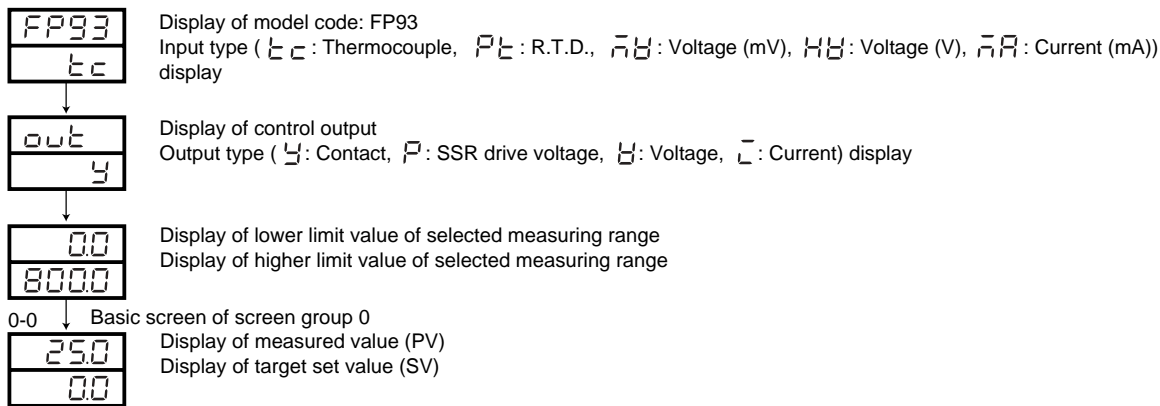 FP93
tc
Display of model code: FP93
Input type ( tc : Thermocouple, Pt : R.T.D., mV : Voltage (mV), HV : Voltage (V), mA : Current (mA))
display
out
Y
Display of control output
Output type ( Y : Contact, P : SSR drive voltage, V : Voltage, I : Current) display
0.0
800.0
Display of lower limit value of selected measuring range
Display of higher limit value of selected measuring range
0-0 Basic screen of screen group 0
25.0
0.0
Display of measured value (PV)
Display of target set value (SV)